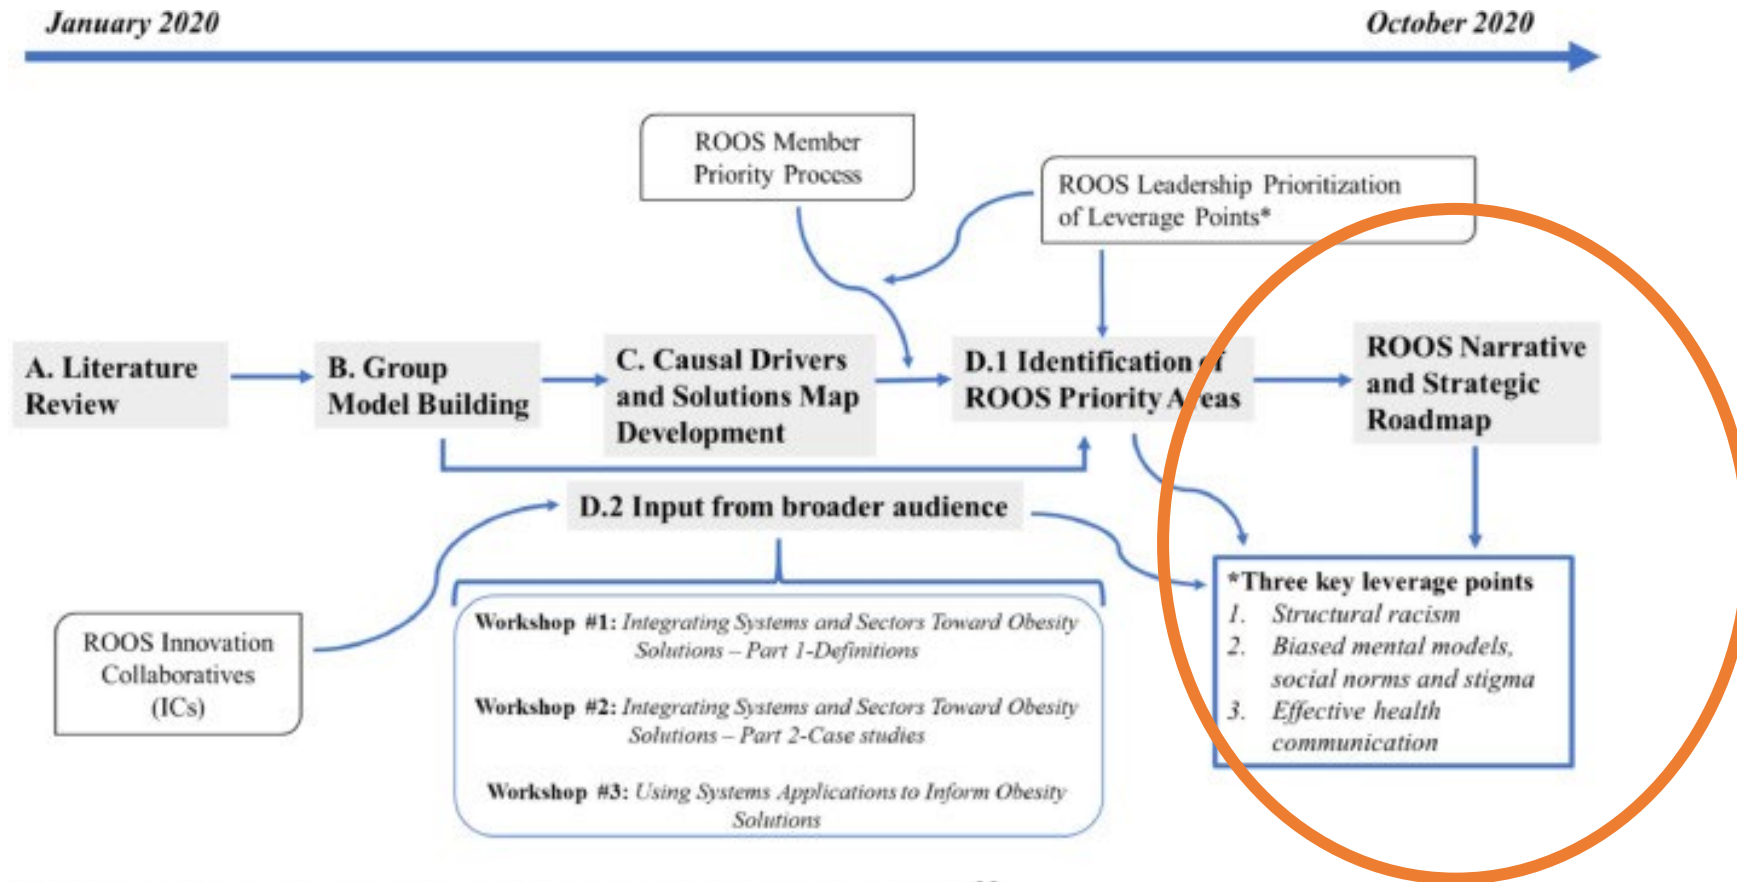 January 2020
October 2020
ROOS Member
Priority Process
ROOS Leadership Prioritization
of Leverage Points*
A. Literature
Review
B. Group
Model Building
C. Causal Drivers
and Solutions Map
Development
D.1 Identification of
ROOS Priority Areas
ROOS Narrative
and Strategic
Roadmap
D.2 Input from broader audience
ROOS Innovation
Collaboratives
(ICs)
Workshop #1: Integrating Systems and Sectors Toward Obesity
Solutions – Part 1-Definitions
Workshop #2: Integrating Systems and Sectors Toward Obesity
Solutions – Part 2-Case studies
Workshop #3: Using Systems Applications to Inform Obesity
Solutions
*Three key leverage points
1. Structural racism
2. Biased mental models,
social norms and stigma
3. Effective health
communication